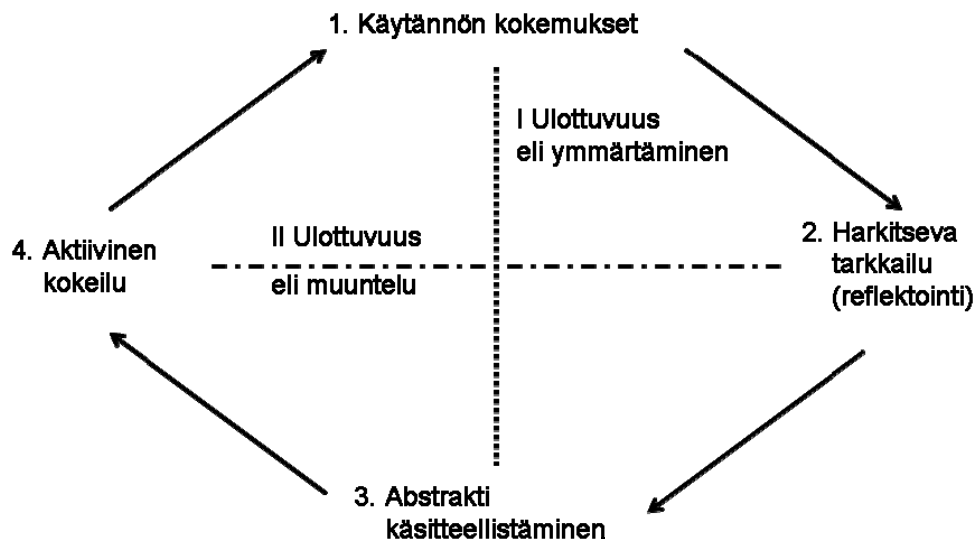 1. Käytännön kokemukset
I Ulottuvuus
eli ymmärtäminen
2. Harkitseva
tarkkailu
(reflektointi)
II Ulottuvuus
eli muuntelu
4. Aktiivinen
kokeilu
3. Abstrakti
käsitteellistäminen